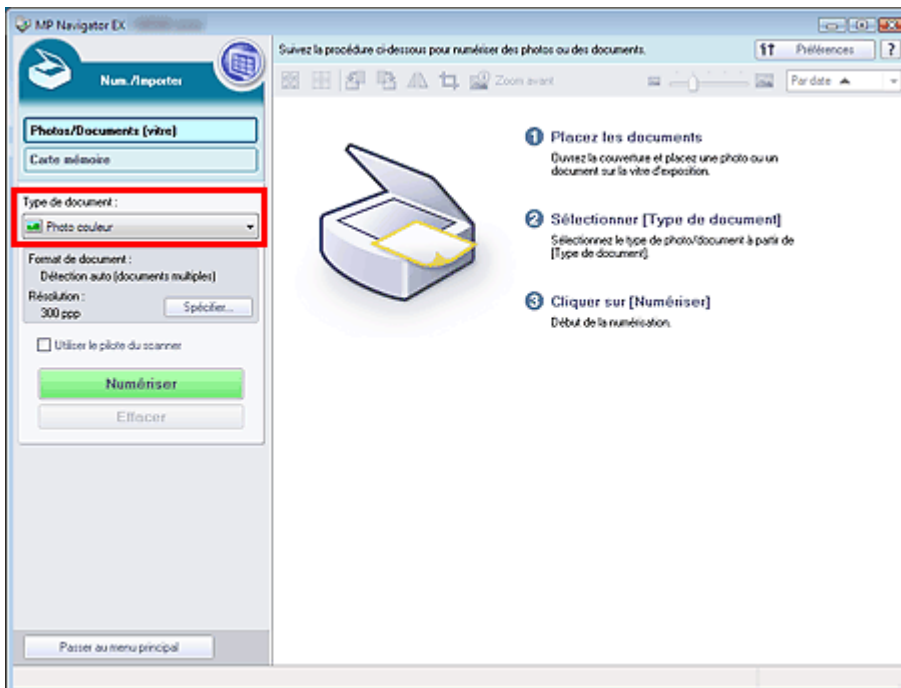 MP Navigator EX
Suivez la procédure ci-dessous pour numériser des photos ou des documents.
Préférences
?
Num./Importer
Zoom avant
Par date
Photos/Documents (vitre)
Carte mémoire
Type de document :
Photo couleur
Format de document :
Détection auto (documents multiples)
Résolution :
300 ppp
Spécifier...
Utiliser le pilote du scanner
Numériser
Effacer
1 Placez les documents
Ouvrez la couverture et placez une photo ou un
document sur la vitre d'exposition.
2 Sélectionner [Type de document]
Sélectionnez le type de photo/document à partir de
[Type de document].
3 Cliquer sur [Numériser]
Début de la numérisation.
Passer au menu principal